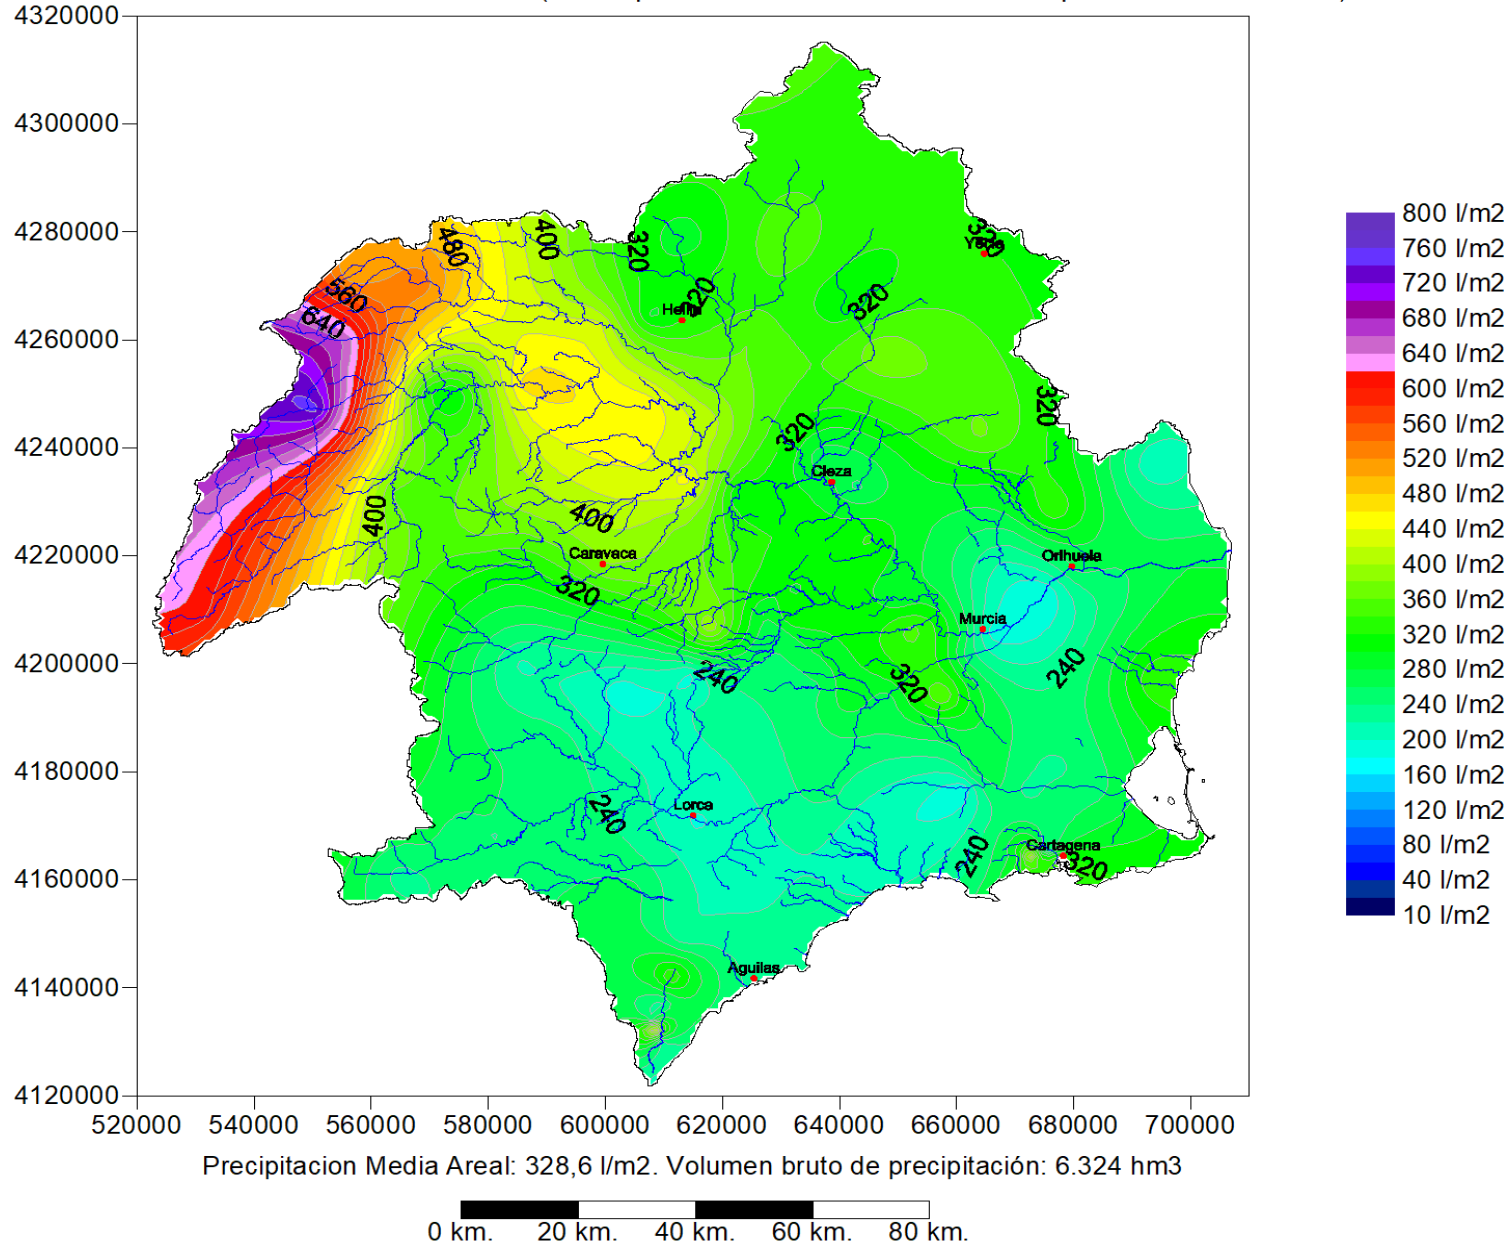 4320000
4300000
4280000
4260000
4240000
4220000
4200000
4180000
4160000
4140000
4120000
520000 540000 560000 580000 600000 620000 640000 660000 680000 700000
480
400
320
320
560
640
320
320
320
320
400
400
320
240
320
240
240
240
320
Hellin
Cieza
Caravaca
Orihuela
Murcia
Lorca
Cartagena
Aguilas
800 l/m2
760 l/m2
720 l/m2
680 l/m2
640 l/m2
600 l/m2
560 l/m2
520 l/m2
480 l/m2
440 l/m2
400 l/m2
360 l/m2
320 l/m2
280 l/m2
240 l/m2
200 l/m2
160 l/m2
120 l/m2
80 l/m2
40 l/m2
10 l/m2
Precipitacion Media Areal: 328,6 l/m2. Volumen bruto de precipitación: 6.324 hm3
0 km. 20 km. 40 km. 60 km. 80 km.